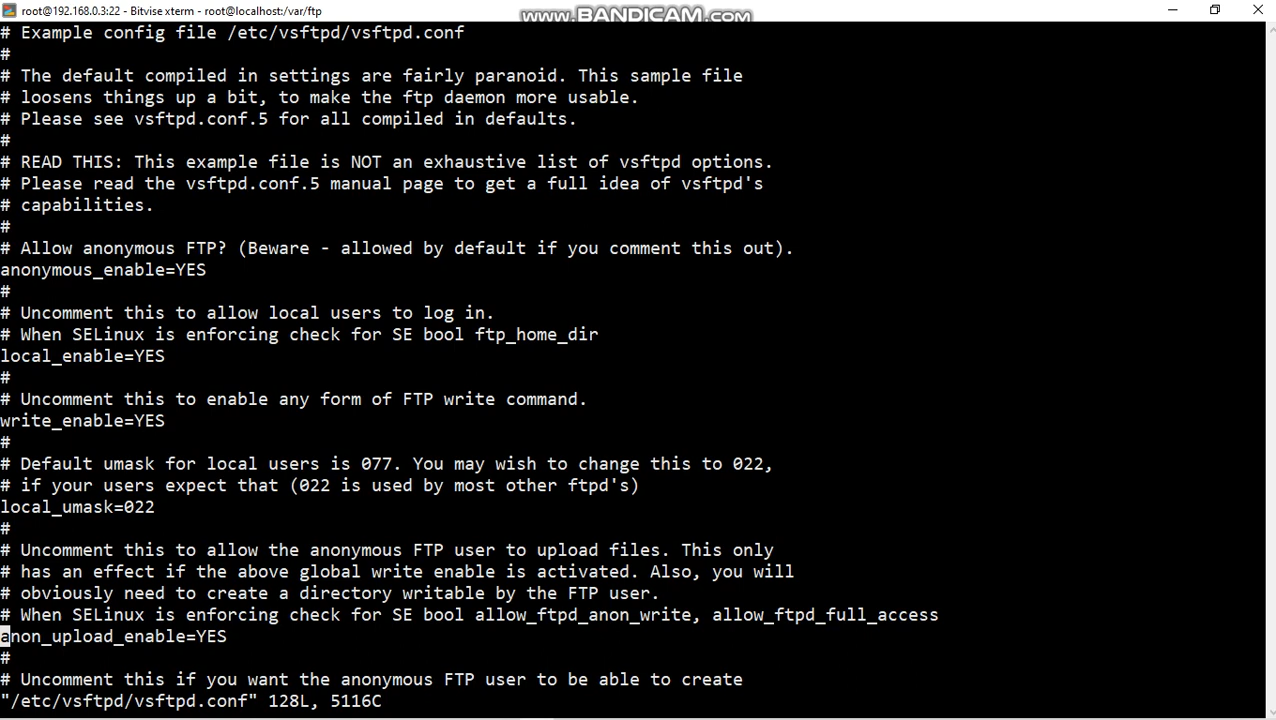 root@192.168.0.3:22 - Bitvise xterm - root@localhost:/var/ftp
www.BANDICAM.com
# Example config file /etc/vsftpd/vsftpd.conf
#
# The default compiled in settings are fairly paranoid. This sample file
# loosens things up a bit, to make the ftp daemon more usable.
# Please see vsftpd.conf.5 for all compiled in defaults.
#
# READ THIS: This example file is NOT an exhaustive list of vsftpd options.
# Please read the vsftpd.conf.5 manual page to get a full idea of vsftpd's
# capabilities.
#
# Allow anonymous FTP? (Beware - allowed by default if you comment this out).
anonymous_enable=YES
#
# Uncomment this to allow local users to log in.
# When SELinux is enforcing check for SE bool ftp_home_dir
local_enable=YES
#
# Uncomment this to enable any form of FTP write command.
write_enable=YES
#
# Default umask for local users is 077. You may wish to change this to 022,
# if your users expect that (022 is used by most other ftpd's)
local_umask=022
#
# Uncomment this to allow the anonymous FTP user to upload files. This only
# has an effect if the above global write enable is activated. Also, you will
# obviously need to create a directory writable by the FTP user.
# When SELinux is enforcing check for SE bool allow_ftpd_anon_write, allow_ftpd_full_access
anon_upload_enable=YES
#
# Uncomment this if you want the anonymous FTP user to be able to create
"/etc/vsftpd/vsftpd.conf" 128L, 5116C